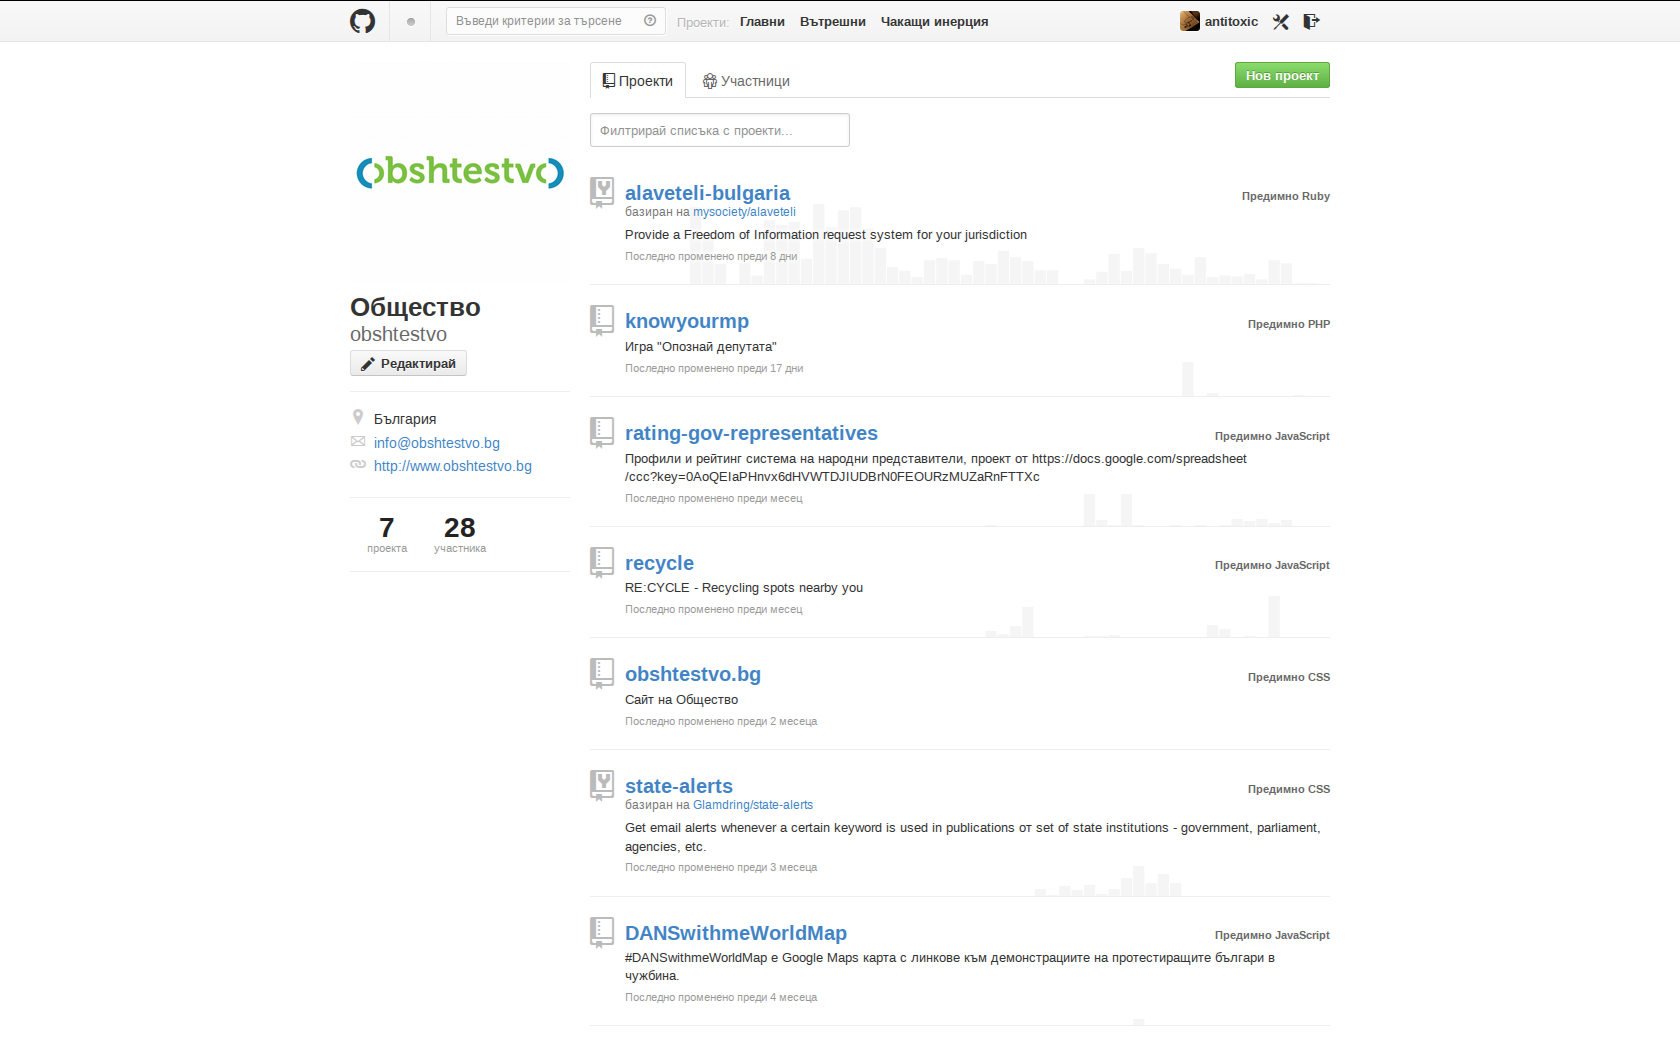 Въведи критерии за търсене
Проекти: Главни Вътрешни Чакащи инерция
antitoxic
obshtestvo
Общество
obshtestvo
Редактирай
България
info@obshtestvo.bg
http://www.obshtestvo.bg
7 28
проекта участника
Проекти Участници
Нов проект
Филтрирай списъка с проекти...
alaveteli-bulgaria Предимно Ruby
базиран на mysociety/alaveteli
Provide a Freedom of Information request system for your jurisdiction
Последно променено преди 8 дни
knowyourmp Предимно PHP
Игра "Опознай депутата"
Последно променено преди 17 дни
rating-gov-representatives Предимно JavaScript
Профили и рейтинг система на народни представители, проект от https://docs.google.com/spreadsheet
/ccc?key=0AoQEIaPHnvx6dHVWTDJIUDBrN0FEOURzMUZaRnFTTXc
Последно променено преди месец
recycle Предимно JavaScript
RE:CYCLE - Recycling spots nearby you
Последно променено преди месец
obshtestvo.bg Предимно CSS
Сайт на Общество
Последно променено преди 2 месеца
state-alerts Предимно CSS
базиран на Glamdring/state-alerts
Get email alerts whenever a certain keyword is used in publications от set of state institutions - government, parliament,
agencies, etc.
Последно променено преди 3 месеца
DANSwithmeWorldMap Предимно JavaScript
#DANSwithmeWorldMap е Google Maps карта с линкове към демонстрациите на протестиращите българи в
чужбина.
Последно променено преди 4 месеца